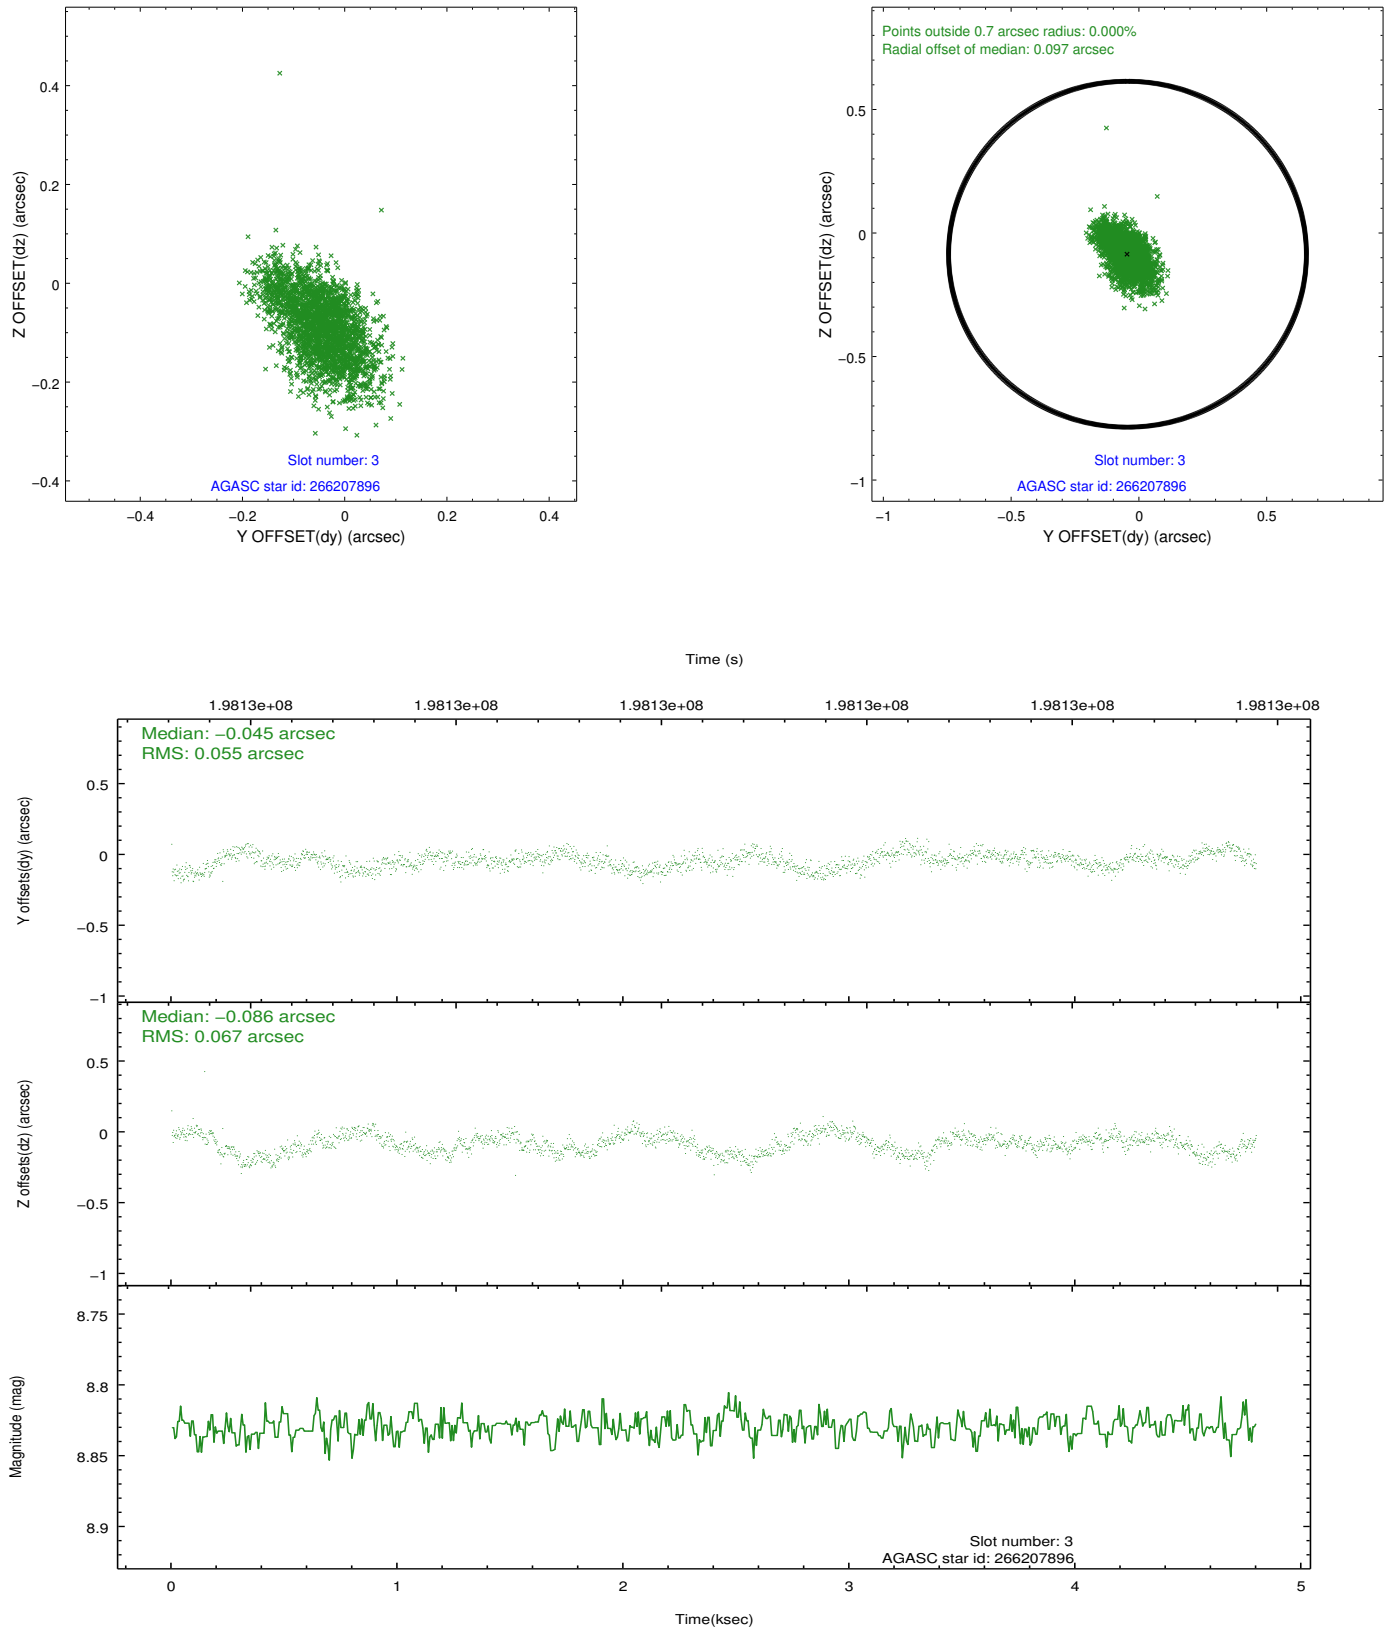 0.4
0.2
0
−0.2
−0.4
Z OFFSET(dz) (arcsec)
Slot number: 3
AGASC star id: 266207896
−0.4
−0.2
0
0.2
0.4
Y OFFSET(dy) (arcsec)
Points outside 0.7 arcsec radius: 0.000%
Radial offset of median: 0.097 arcsec
0.5
0
−0.5
−1
Z OFFSET(dz) (arcsec)
Slot number: 3
AGASC star id: 266207896
−1
−0.5
0
0.5
Y OFFSET(dy) (arcsec)
Time (s)
1.9813e+08
1.9813e+08
1.9813e+08
1.9813e+08
1.9813e+08
1.9813e+08
Median: −0.045 arcsec
RMS: 0.055 arcsec
0.5
0
−0.5
−1
Y offsets(dy) (arcsec)
Median: −0.086 arcsec
RMS: 0.067 arcsec
0.5
0
−0.5
−1
Z offsets(dz) (arcsec)
8.75
8.8
8.85
8.9
Magnitude (mag)
Slot number: 3
AGASC star id: 266207896
0
1
2
3
4
5
Time(ksec)